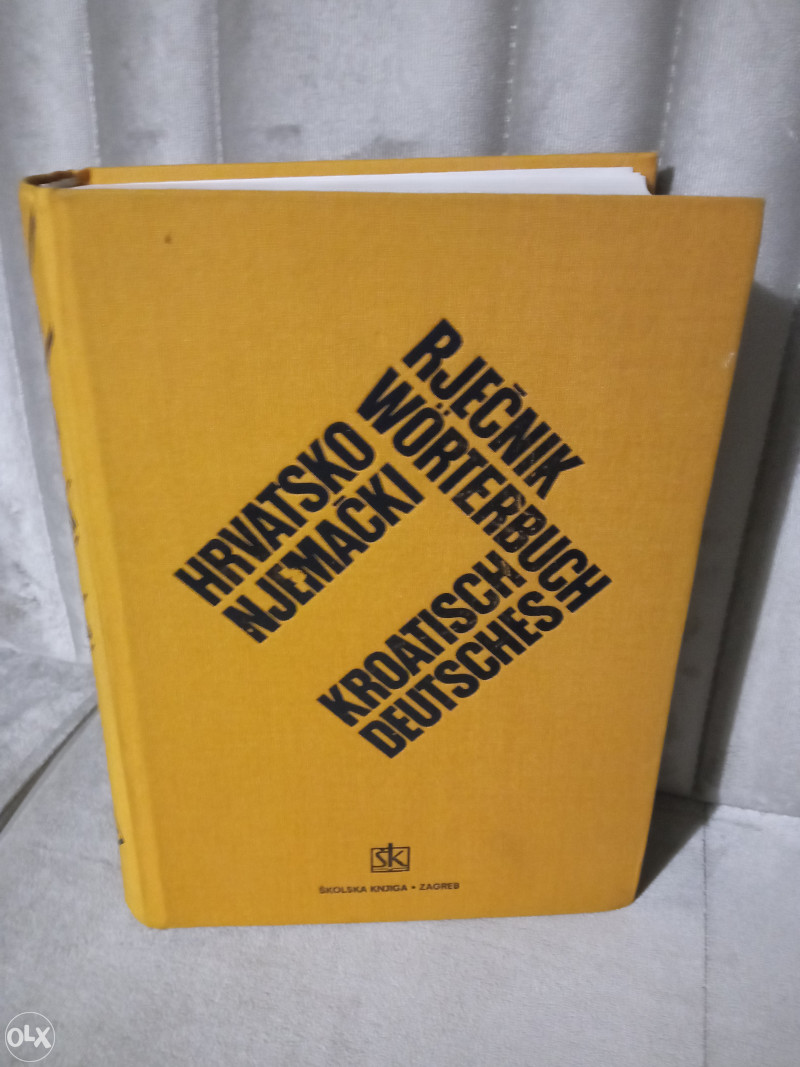 HRVATSKO
NJEMAČKI
RJEČNIK
WÖRTERBUCH
KROATISCH
DEUTSCHES
ŠK
ŠKOLSKA KNJIGA • ZAGREB
OLX